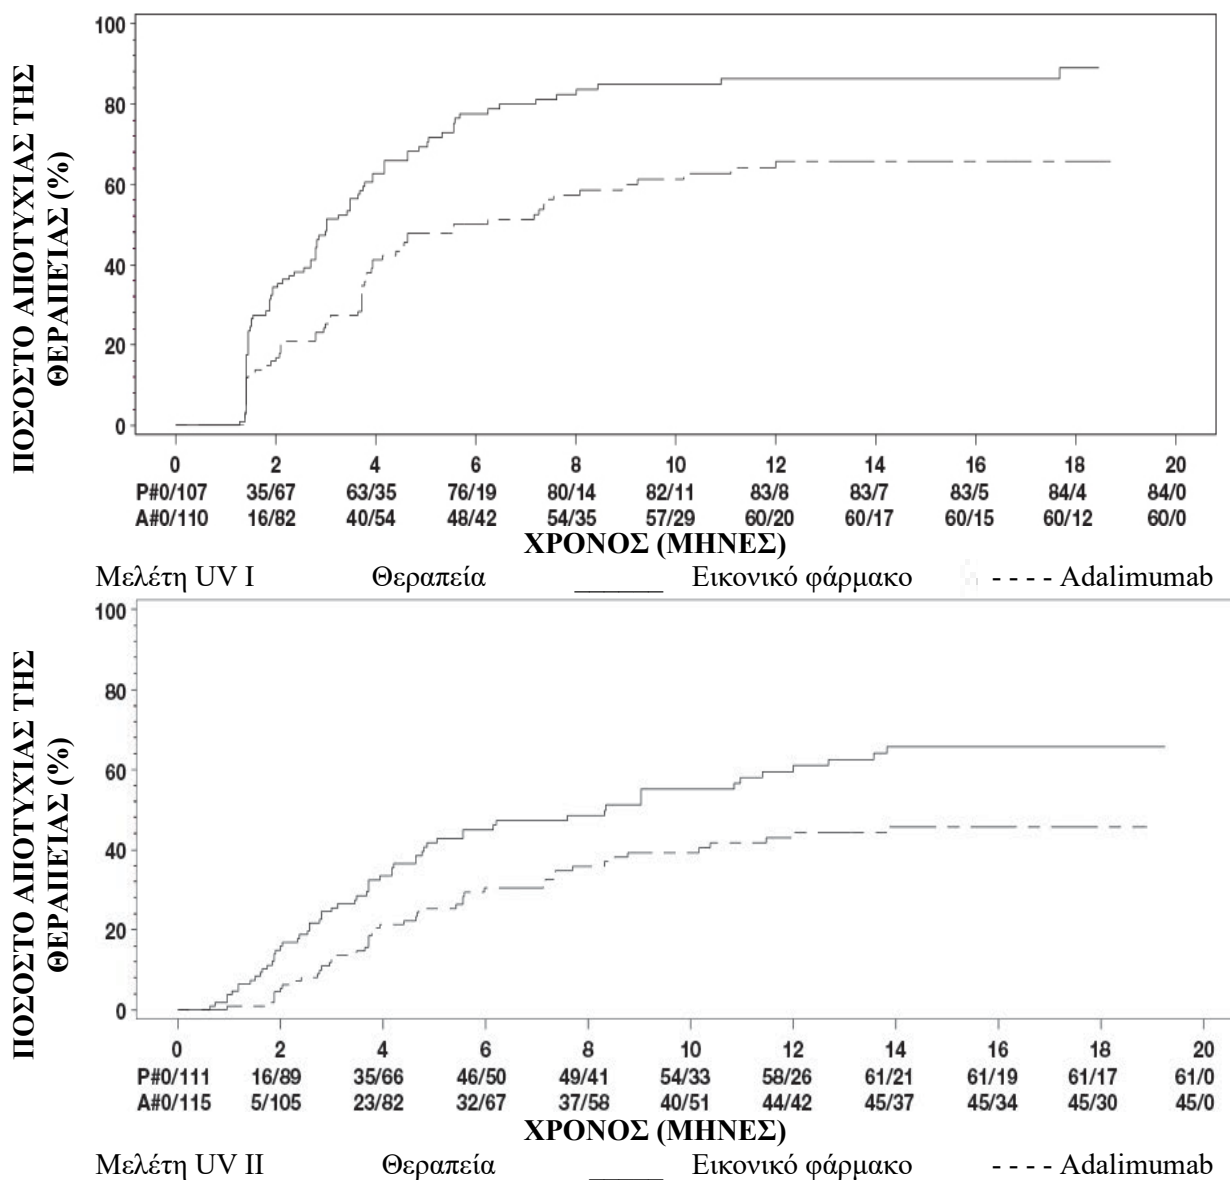 100
80
60
40
20
0
ΠΟΣΟΣΤΟ ΑΠΟΤΥΧΙΑΣ ΤΗΣ
ΘΕΡΑΠΕΊΑΣ (%)
0 2 4 6 8 10 12 14 16 18 20
P#0/107 35/67 63/35 76/19 80/14 82/11 83/8 83/7 83/5 84/4 84/0
A#0/110 16/82 40/54 48/42 54/35 57/29 60/20 60/17 60/15 60/12 60/0
ΧΡΟΝΟΣ (ΜΗΝΕΣ)
Μελέτη UV I Θεραπεία ______ Εικονικό φάρμακο - - - - Adalimumab
100
80
60
40
20
0
ΠΟΣΟΣΤΟ ΑΠΟΤΥΧΊΑΣ ΤΗΣ
ΘΕΡΑΠΕΊΑΣ (%)
0 2 4 6 8 10 12 14 16 18 20
P#0/111 16/89 35/66 46/50 49/41 54/33 58/26 61/21 61/19 61/17 61/0
A#0/115 5/105 23/82 32/67 37/58 40/51 44/42 45/37 45/34 45/30 45/0
ΧΡΟΝΟΣ (ΜΗΝΕΣ)
Μελέτη UV II Θεραπεία _____ Εικονικό φάρμακο - - - - Adalimumab